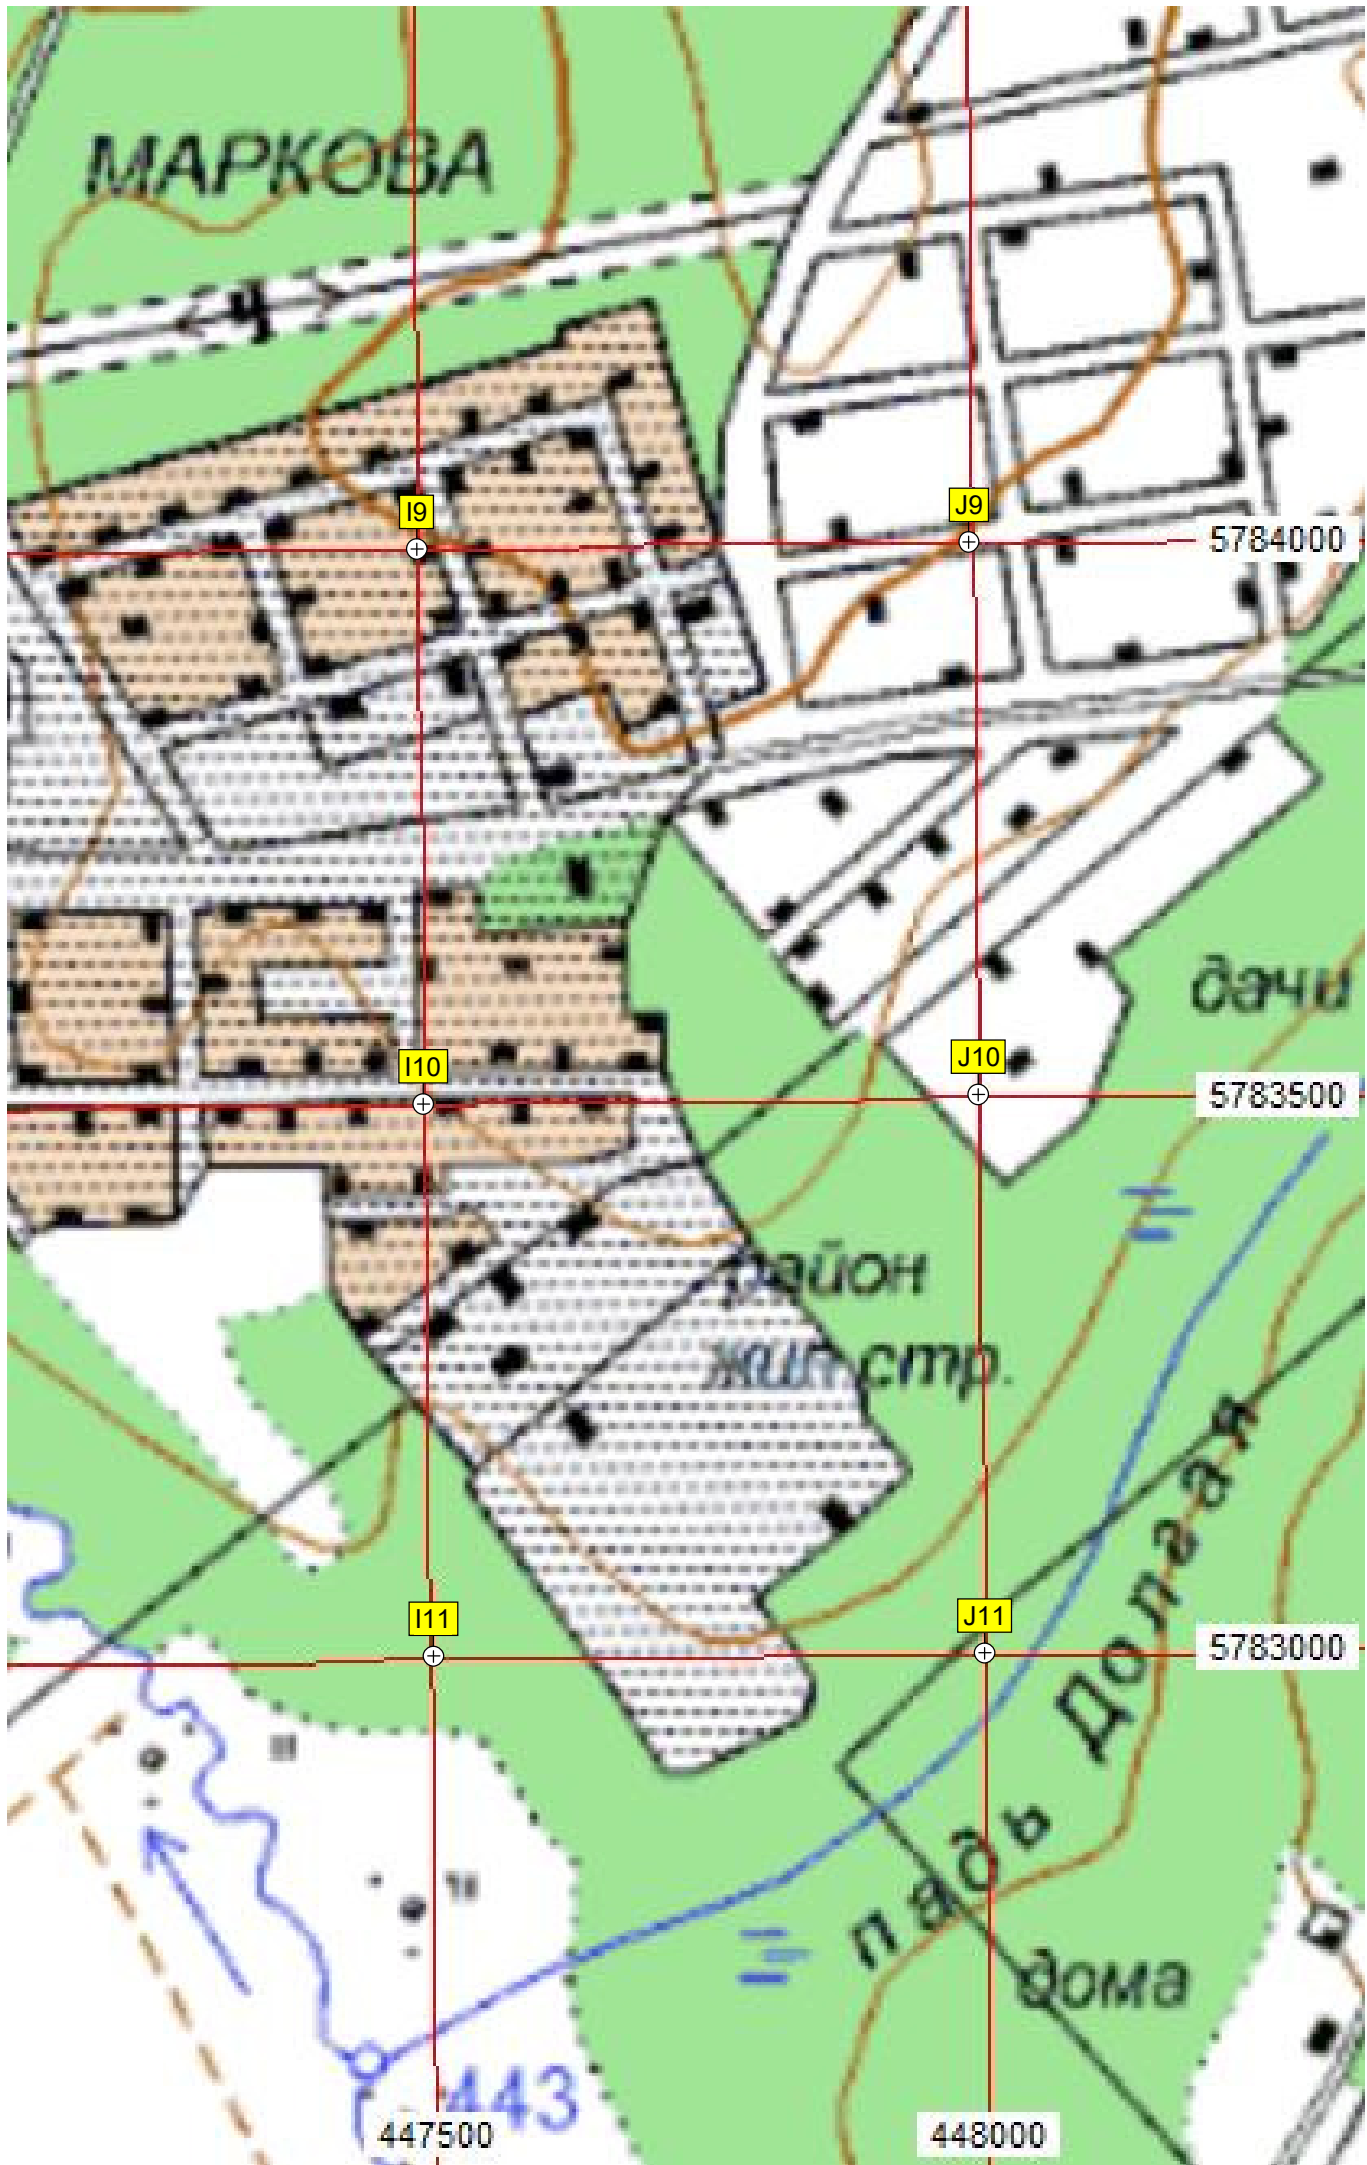 МАРКОВА
I9
J9
5784000
дачи
I10
J10
5783500
район
жил.стр.
Долгая
I11
J11
5783000
падь
дома
443
447500
448000